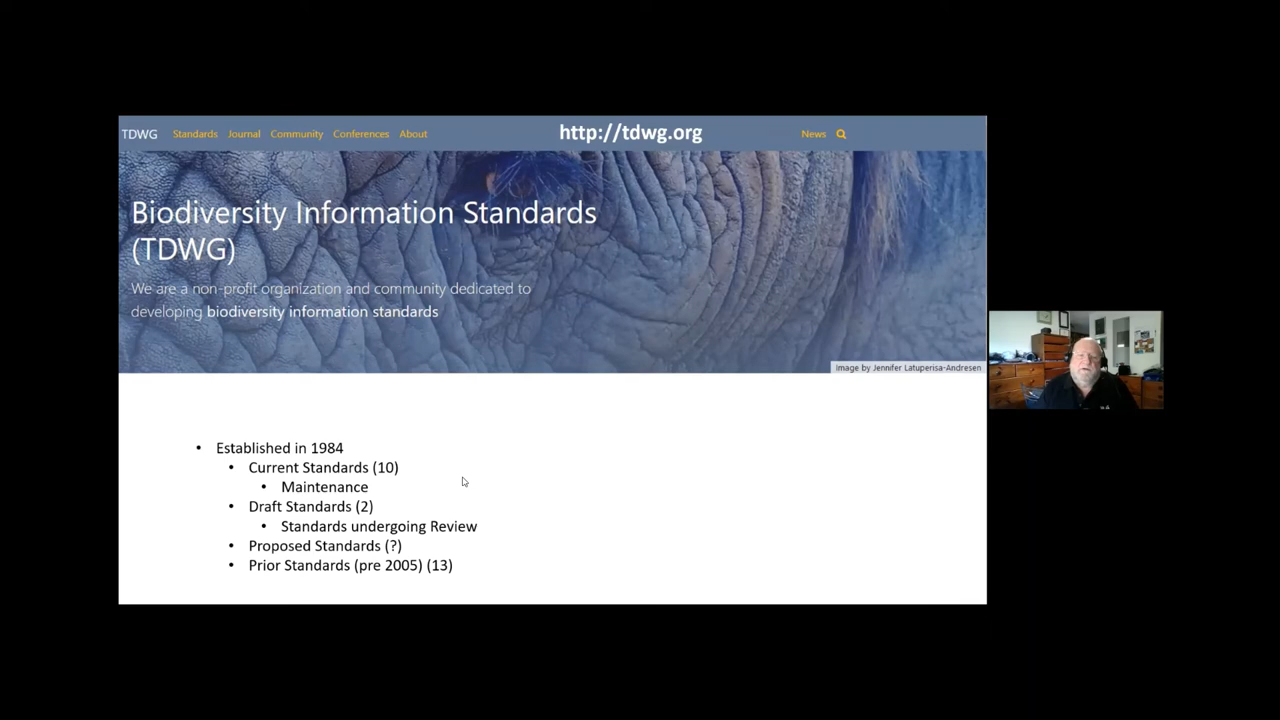 TDWG Standards Journal Community Conferences About http://tdwg.org News
Biodiversity Information Standards
(TDWG)
We are a non-profit organization and community dedicated to
developing biodiversity information standards
Image by Jennifer Latuperisa-Andresen
• Established in 1984
• Current Standards (10)
• Maintenance
• Draft Standards (2)
• Standards undergoing Review
• Proposed Standards (?)
• Prior Standards (pre 2005) (13)